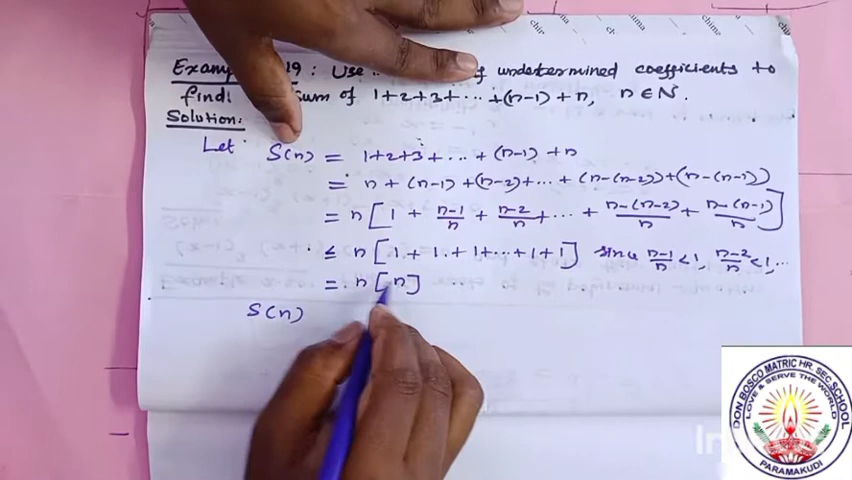 19 : Use of undetermined coefficients to
find sum of 1+2+3+ ... +(n-1) + n, n ∈ N.
Solution:
Let S(n) = 1+2+3+ ... + (n-1) + n
= n + (n-1) + (n-2) + ... + (n-(n-2)) + (n-(n-1))
= n [ 1 + (n-1)/n + (n-2)/n + ... + (n-(n-2))/n + (n-(n-1))/n ]
≤ n [ 1 + 1 + 1 + ... + 1 + 1 ] since (n-1)/n < 1, (n-2)/n < 1, ...
= n [ n ]
S(n)
DON BOSCO MATRIC HR. SEC SCHOOL
LOVE & SERVE THE WORLD
PARAMAKUDI